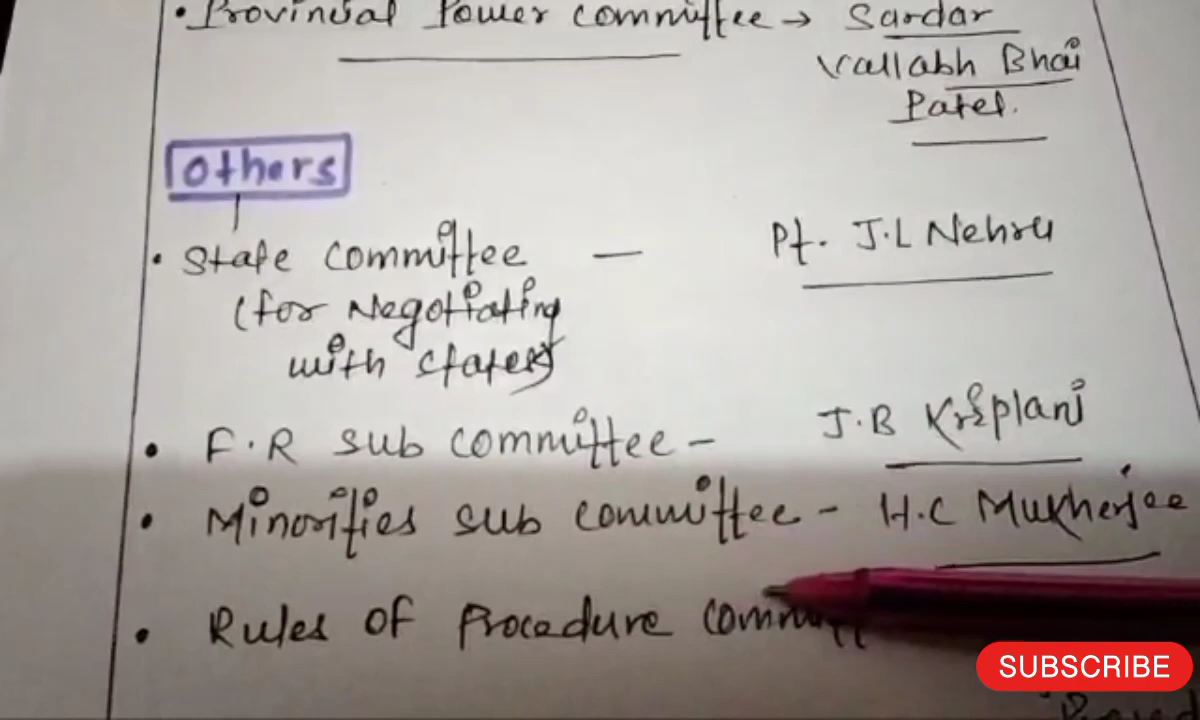 • Provincial Power Committee → Sardar
Vallabh Bhai
Patel.
Others
• State Committee — Pt. J.L Nehru
(for Negotiating
with states)
• F.R sub committee - J.B Kriplani
• Minorities sub committee - H.C Mukherjee
• Rules of Procedure
SUBSCRIBE